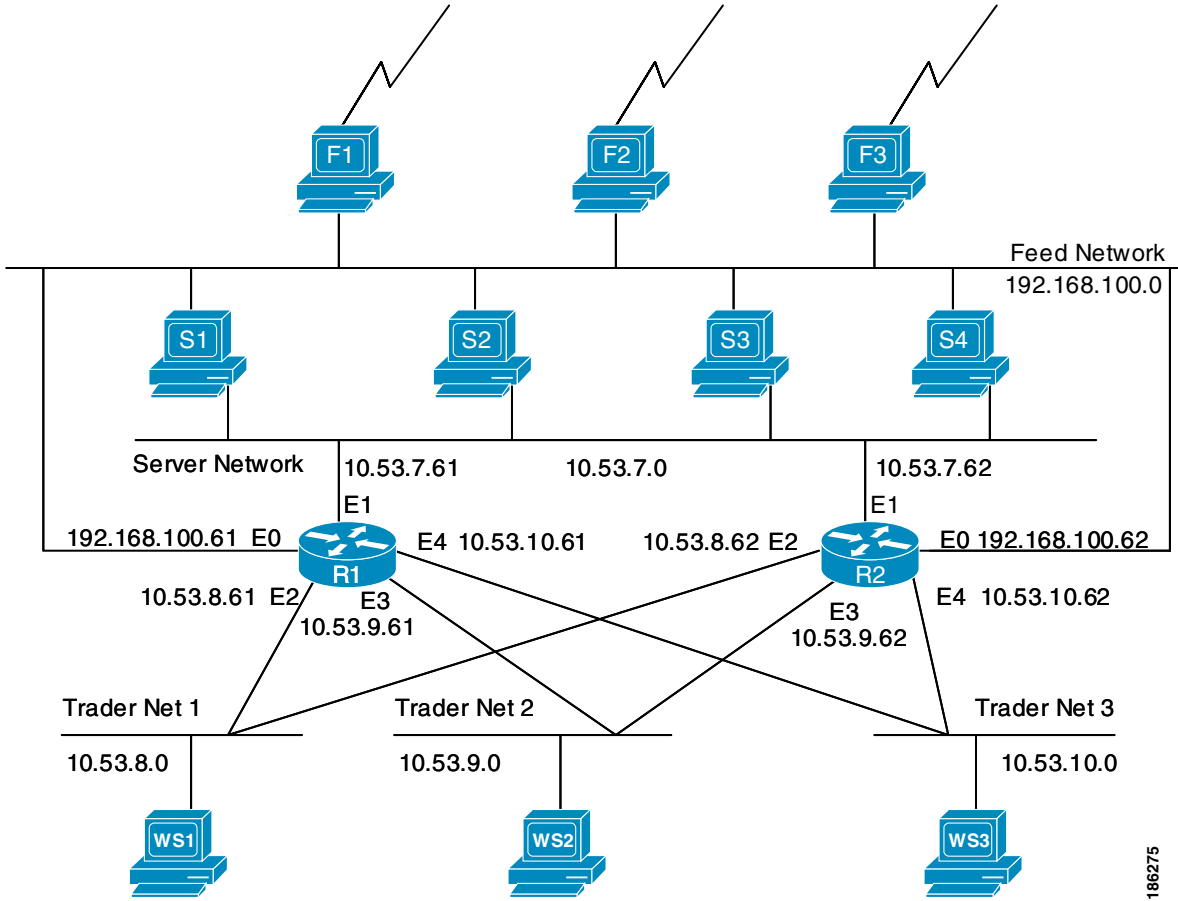 F1
F2
F3
Feed Network
192.168.100.0
S1
S2
S3
S4
Server Network
10.53.7.61
10.53.7.0
10.53.7.62
E1
E1
192.168.100.61 E0
E4 10.53.10.61
10.53.8.62 E2
E0 192.168.100.62
R1
R2
10.53.8.61 E2
E3
10.53.9.61
E3
10.53.9.62
E4 10.53.10.62
Trader Net 1
Trader Net 2
Trader Net 3
10.53.8.0
10.53.9.0
10.53.10.0
WS1
WS2
WS3
186275